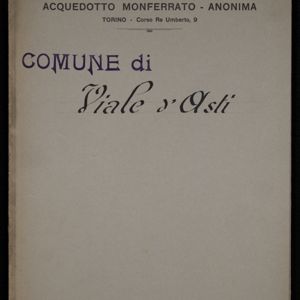 ACQUEDOTTO MONFERRATO - ANONIMA
TORINO - Corso Re Umberto, 9
COMUNE di
Viale d'Asti